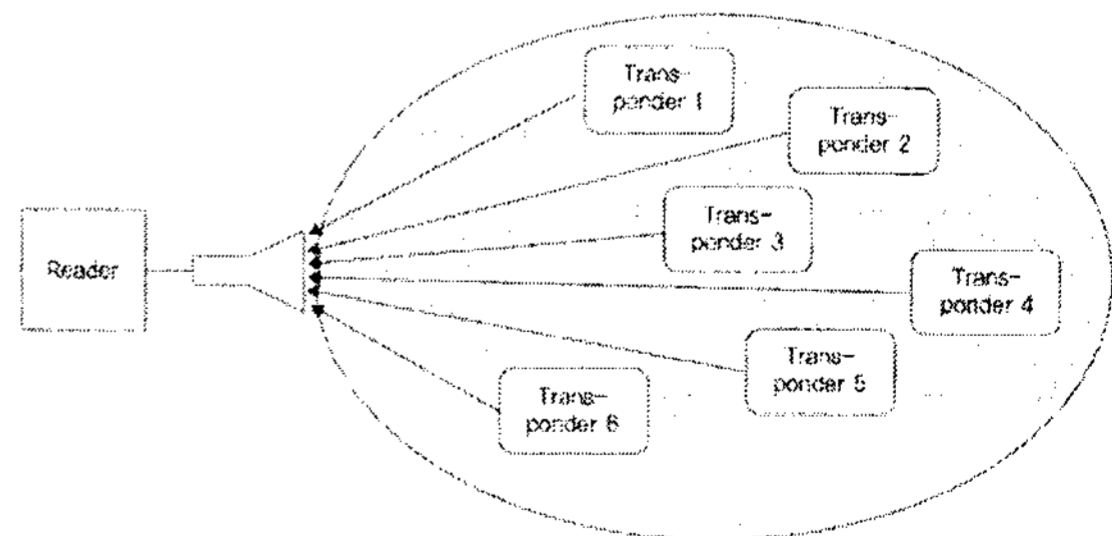 Trans-
ponder 1
Trans-
ponder 2
Trans-
ponder 3
Reader
Trans-
ponder 4
Trans-
ponder 5
Trans-
ponder 6